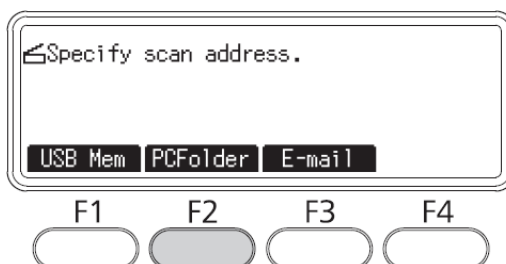 Specify scan address.
USB Mem PCFolder E-mail
F1 F2 F3 F4